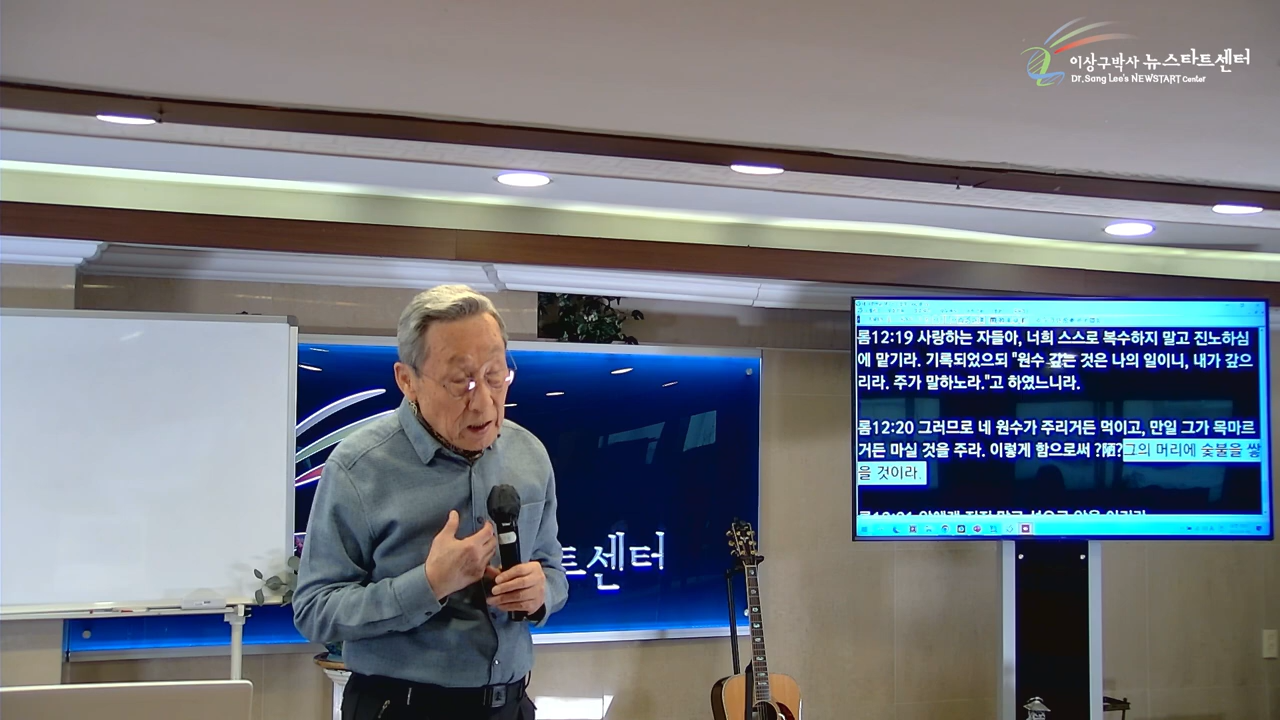 이상구박사 뉴스타트센터
Dr. Sang Lee's NEWSTART Center
롬12:19 사랑하는 자들아, 너희 스스로 복수하지 말고 진노하심
에 맡기라. 기록되었으되 "원수 갚는 것은 나의 일이니, 내가 갚으
리라. 주가 말하노라."고 하였느니라.
롬12:20 그러므로 네 원수가 주리거든 먹이고, 만일 그가 목마르
거든 마실 것을 주라. 이렇게 함으로써 ?陋?그의 머리에 숯불을 쌓
을 것이라.
트센터